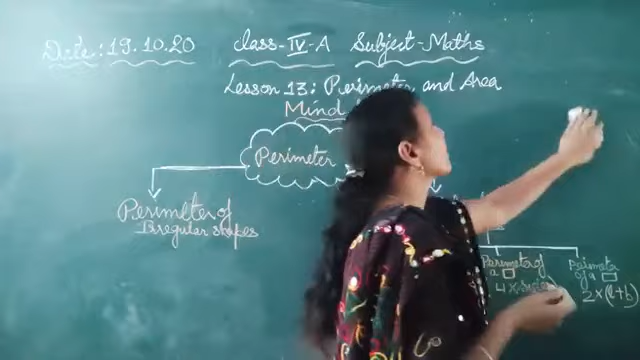 Date: 19.10.20 Class-IV-A Subject-Maths
Lesson 13: Perimeter and Area
Mind
Perimeter
Perimeter of
Irregular shapes
Perimeter of
a □
4 ×
Perimeter
of a ▭
2 × (l+b)